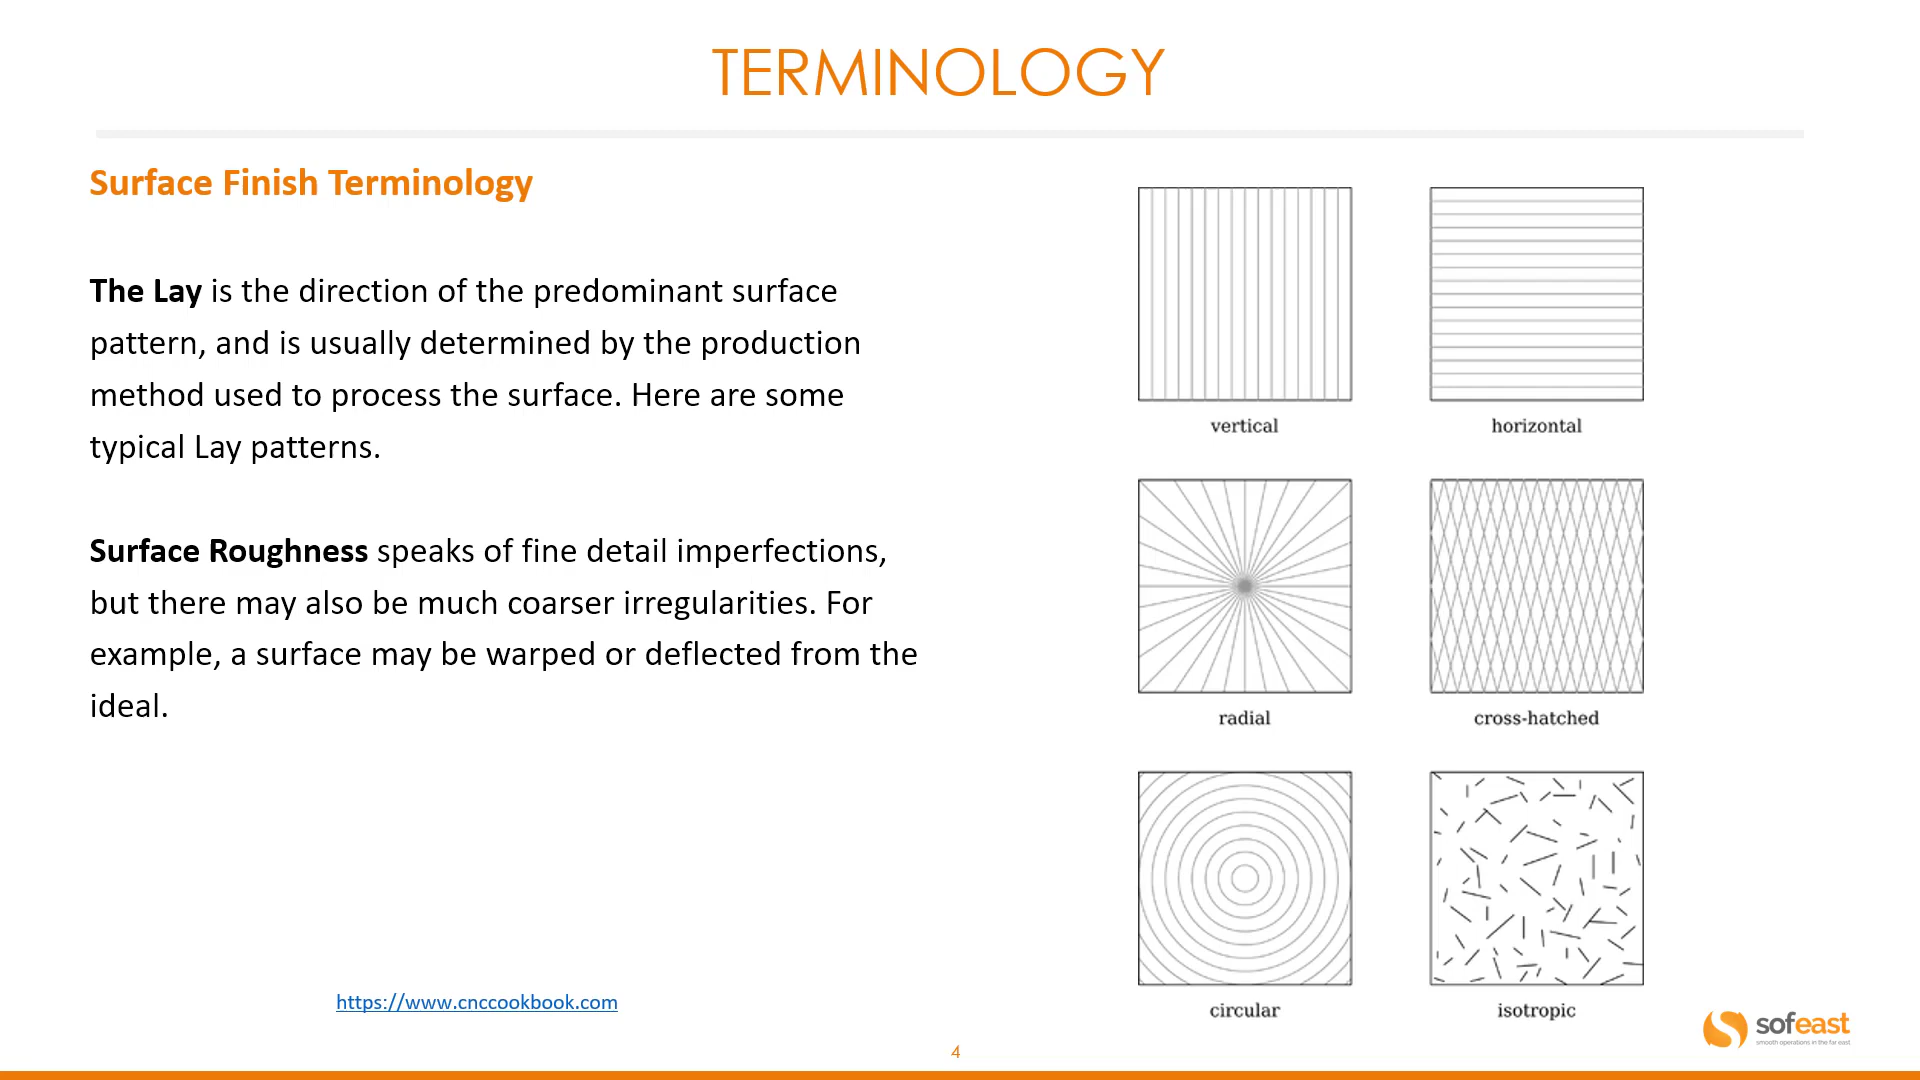 TERMINOLOGY
Surface Finish Terminology
The Lay is the direction of the predominant surface
pattern, and is usually determined by the production
method used to process the surface. Here are some
typical Lay patterns.
Surface Roughness speaks of fine detail imperfections,
but there may also be much coarser irregularities. For
example, a surface may be warped or deflected from the
ideal.
https://www.cnccookbook.com
vertical
horizontal
radial
cross-hatched
circular
isotropic
sofeast
smooth operations in the far east
4